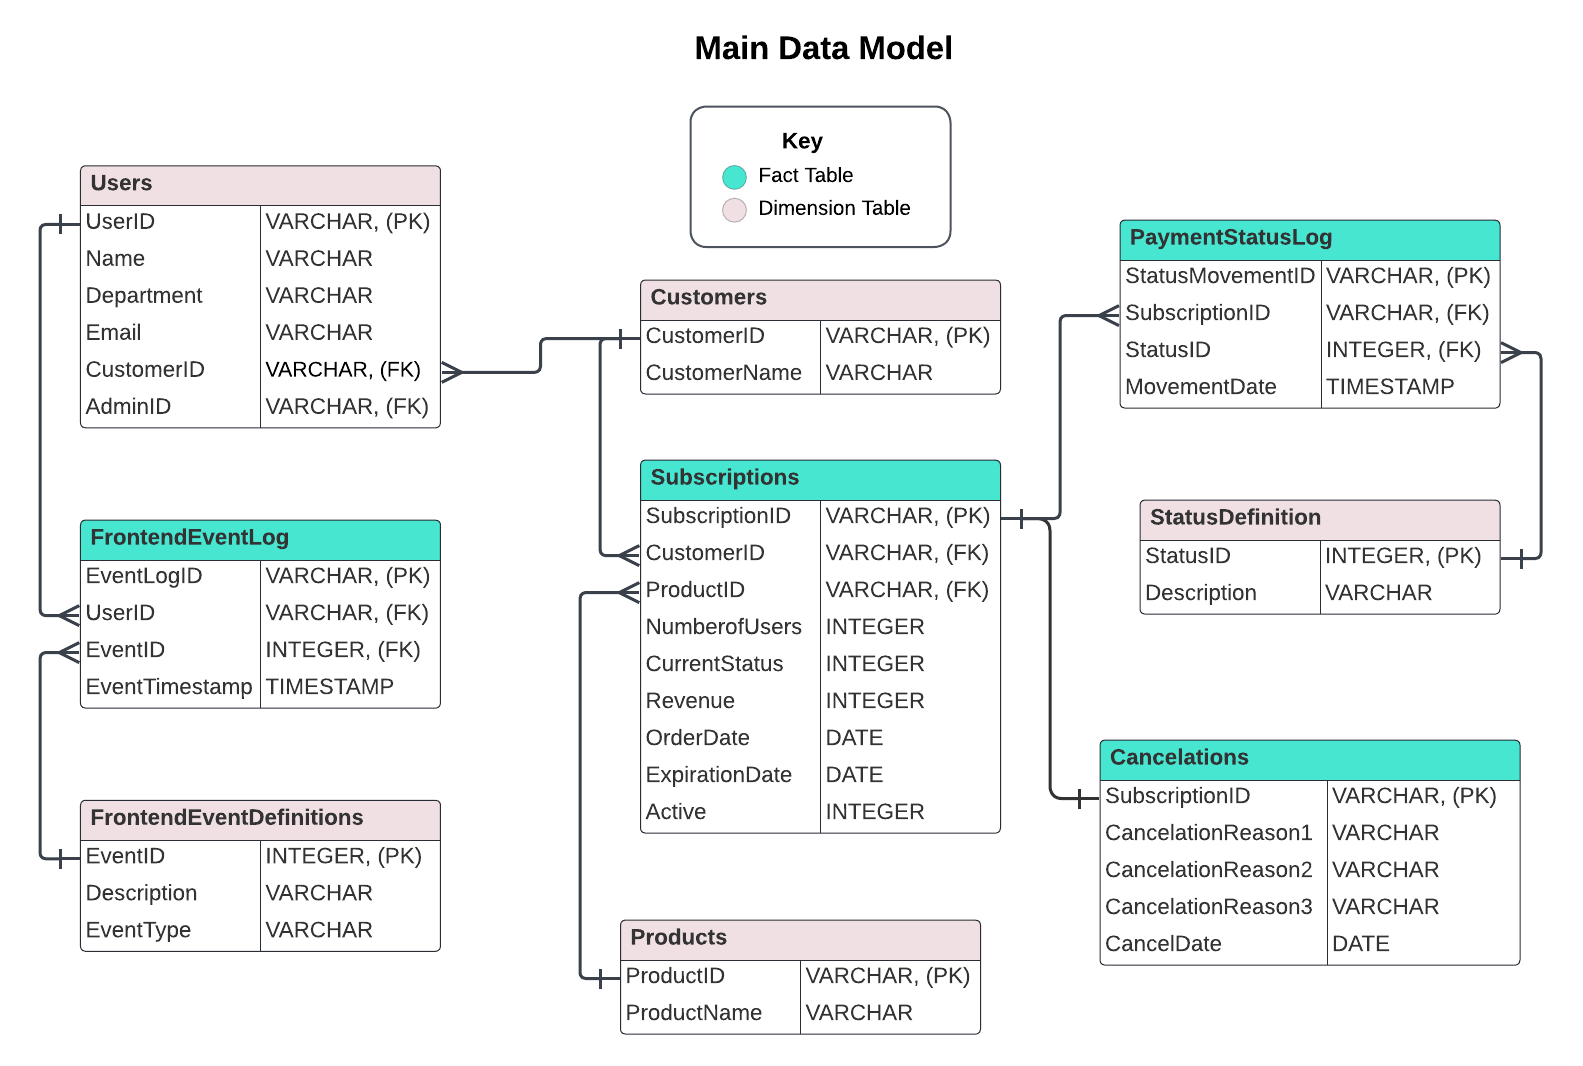 Main Data Model
Key
Fact Table
Dimension Table
Users
UserID VARCHAR, (PK)
Name VARCHAR
Department VARCHAR
Email VARCHAR
CustomerID VARCHAR, (FK)
AdminID VARCHAR, (FK)
FrontendEventLog
EventLogID VARCHAR, (PK)
UserID VARCHAR, (FK)
EventID INTEGER, (FK)
EventTimestamp TIMESTAMP
FrontendEventDefinitions
EventID INTEGER, (PK)
Description VARCHAR
EventType VARCHAR
Customers
CustomerID VARCHAR, (PK)
CustomerName VARCHAR
Subscriptions
SubscriptionID VARCHAR, (PK)
CustomerID VARCHAR, (FK)
ProductID VARCHAR, (FK)
NumberofUsers INTEGER
CurrentStatus INTEGER
Revenue INTEGER
OrderDate DATE
ExpirationDate DATE
Active INTEGER
Products
ProductID VARCHAR, (PK)
ProductName VARCHAR
PaymentStatusLog
StatusMovementID VARCHAR, (PK)
SubscriptionID VARCHAR, (FK)
StatusID INTEGER, (FK)
MovementDate TIMESTAMP
StatusDefinition
StatusID INTEGER, (PK)
Description VARCHAR
Cancelations
SubscriptionID VARCHAR, (PK)
CancelationReason1 VARCHAR
CancelationReason2 VARCHAR
CancelationReason3 VARCHAR
CancelDate DATE